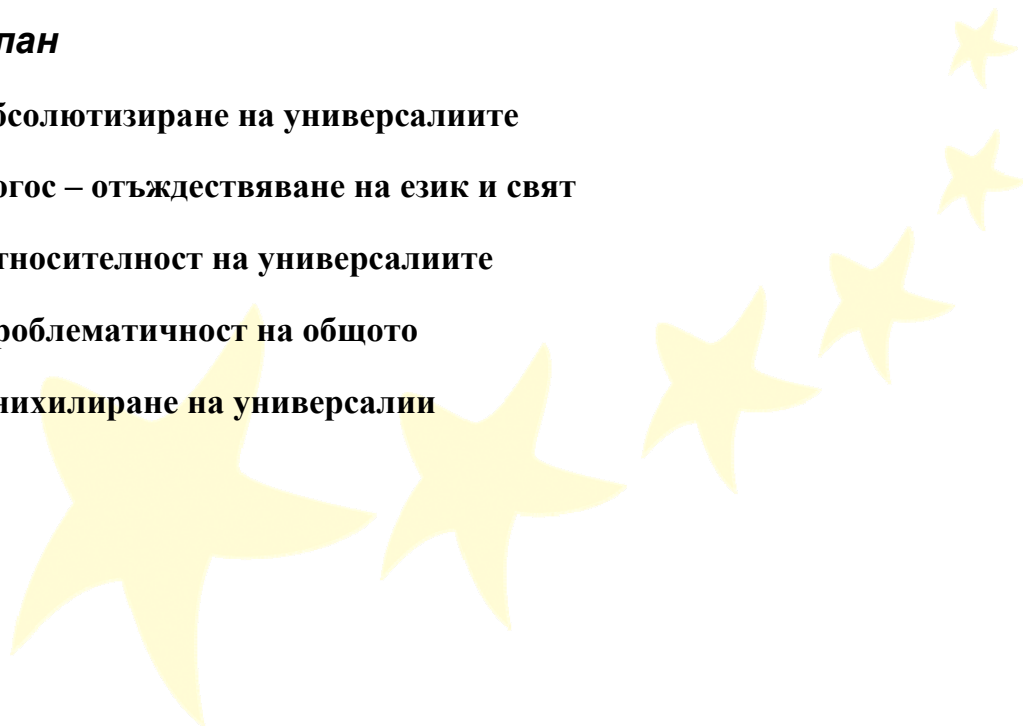 лан
бсолютизиране на универсалиите
огос – отъждествяване на език и свят
тносителност на универсалиите
роблематичност на общото
нихилиране на универсалии